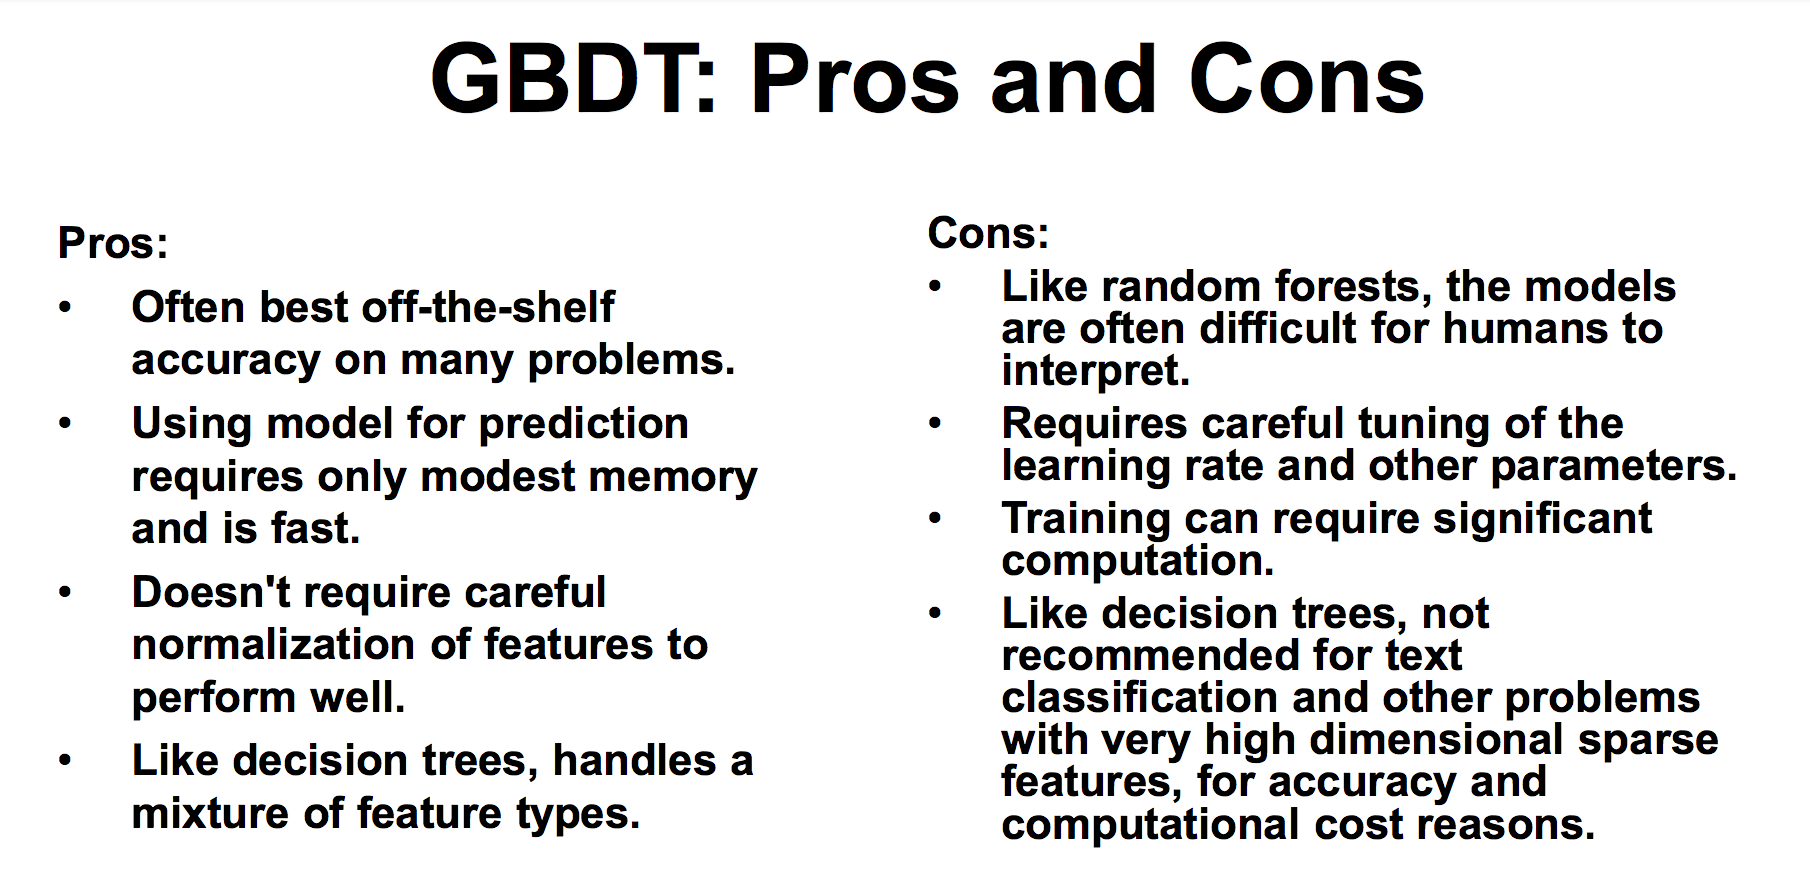 GBDT: Pros and Cons
Pros:
• Often best off-the-shelf
accuracy on many problems.
• Using model for prediction
requires only modest memory
and is fast.
• Doesn't require careful
normalization of features to
perform well.
• Like decision trees, handles a
mixture of feature types.
Cons:
• Like random forests, the models
are often difficult for humans to
interpret.
• Requires careful tuning of the
learning rate and other parameters.
• Training can require significant
computation.
• Like decision trees, not
recommended for text
classification and other problems
with very high dimensional sparse
features, for accuracy and
computational cost reasons.